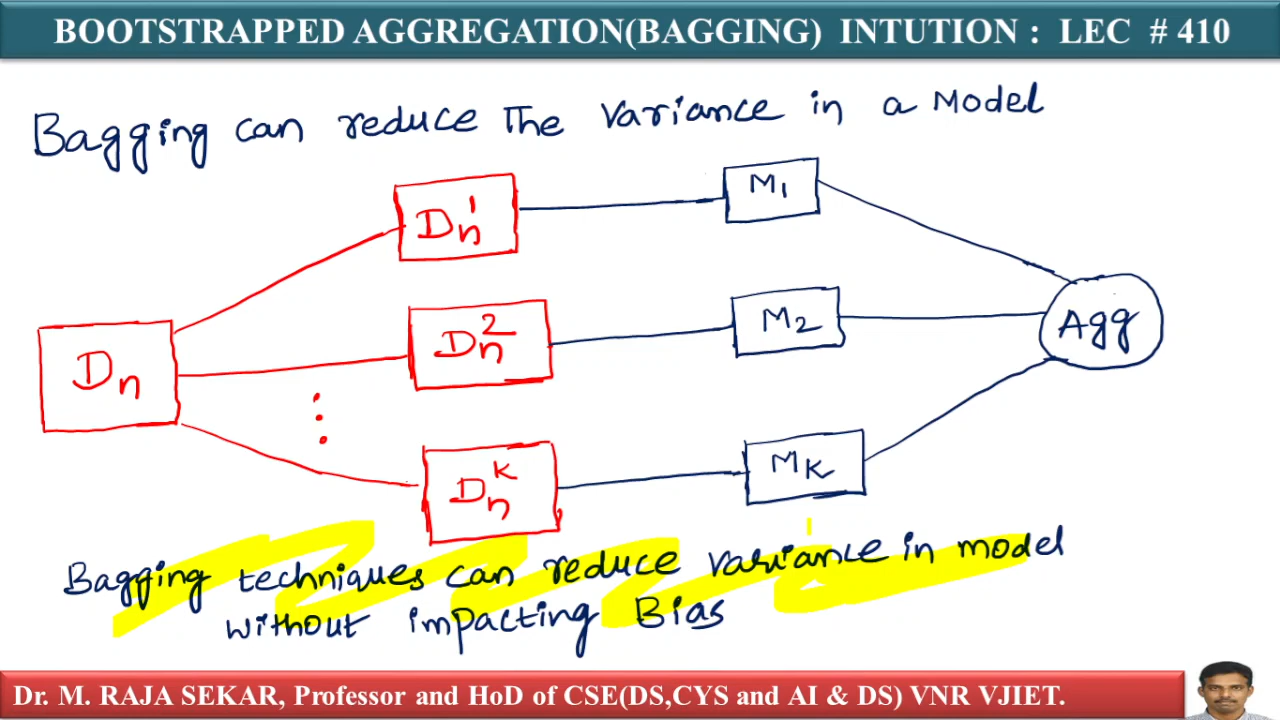 BOOTSTRAPPED AGGREGATION(BAGGING) INTUTION : LEC # 410
Bagging can reduce The variance in a Model
Dn1
M1
Dn2
M2
Agg
Dn
DnK
MK
Bagging techniques can reduce variance in model
without impacting Bias
Dr. M. RAJA SEKAR, Professor and HoD of CSE(DS,CYS and AI & DS) VNR VJIET.